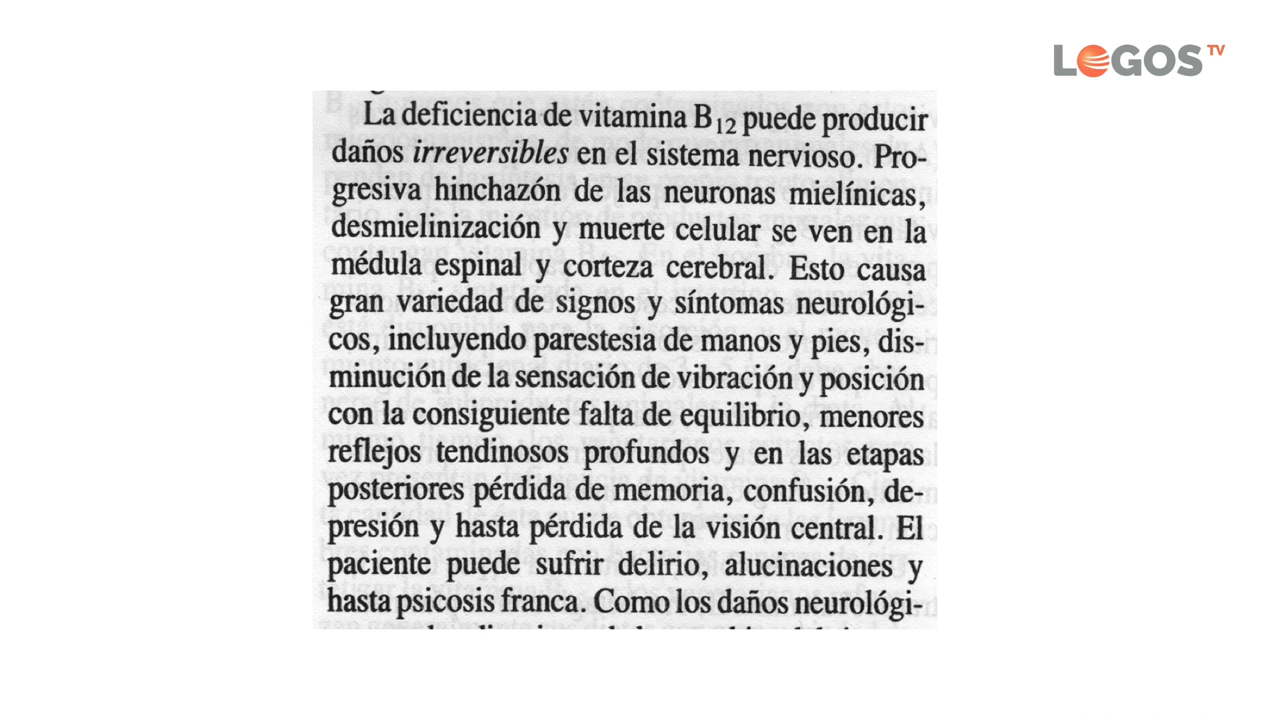 LOGOS TV
La deficiencia de vitamina B12 puede producir
daños irreversibles en el sistema nervioso. Pro-
gresiva hinchazón de las neuronas mielínicas,
desmielinización y muerte celular se ven en la
médula espinal y corteza cerebral. Esto causa
gran variedad de signos y síntomas neurológi-
cos, incluyendo parestesia de manos y pies, dis-
minución de la sensación de vibración y posición
con la consiguiente falta de equilibrio, menores
reflejos tendinosos profundos y en las etapas
posteriores pérdida de memoria, confusión, de-
presión y hasta pérdida de la visión central. El
paciente puede sufrir delirio, alucinaciones y
hasta psicosis franca. Como los daños neurológi-